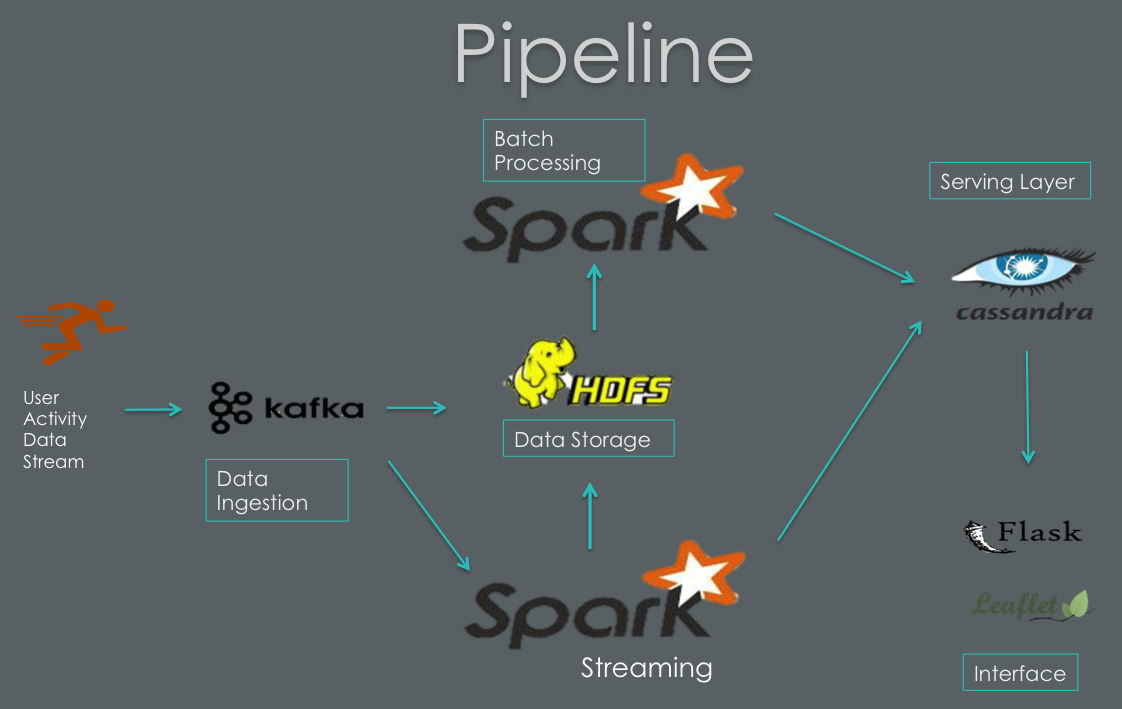 Pipeline
Batch
Processing
Spark
Serving Layer
cassandra
User
Activity
Data
Stream
kafka
Data
Ingestion
HDFS
Data Storage
Spark
Streaming
Flask
Leaflet
Interface